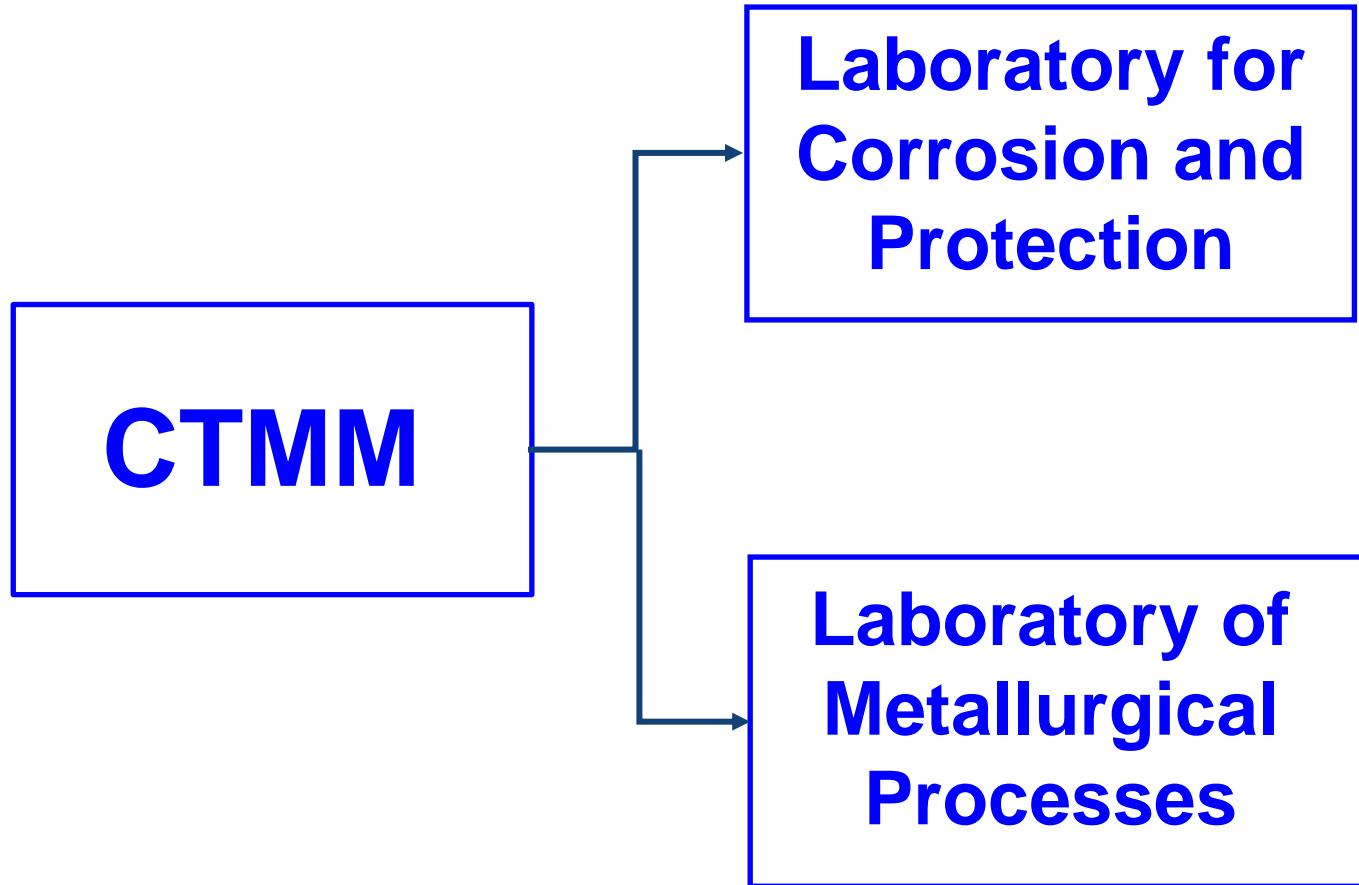 CTMM
Laboratory for
Corrosion and
Protection
Laboratory of
Metallurgical
Processes